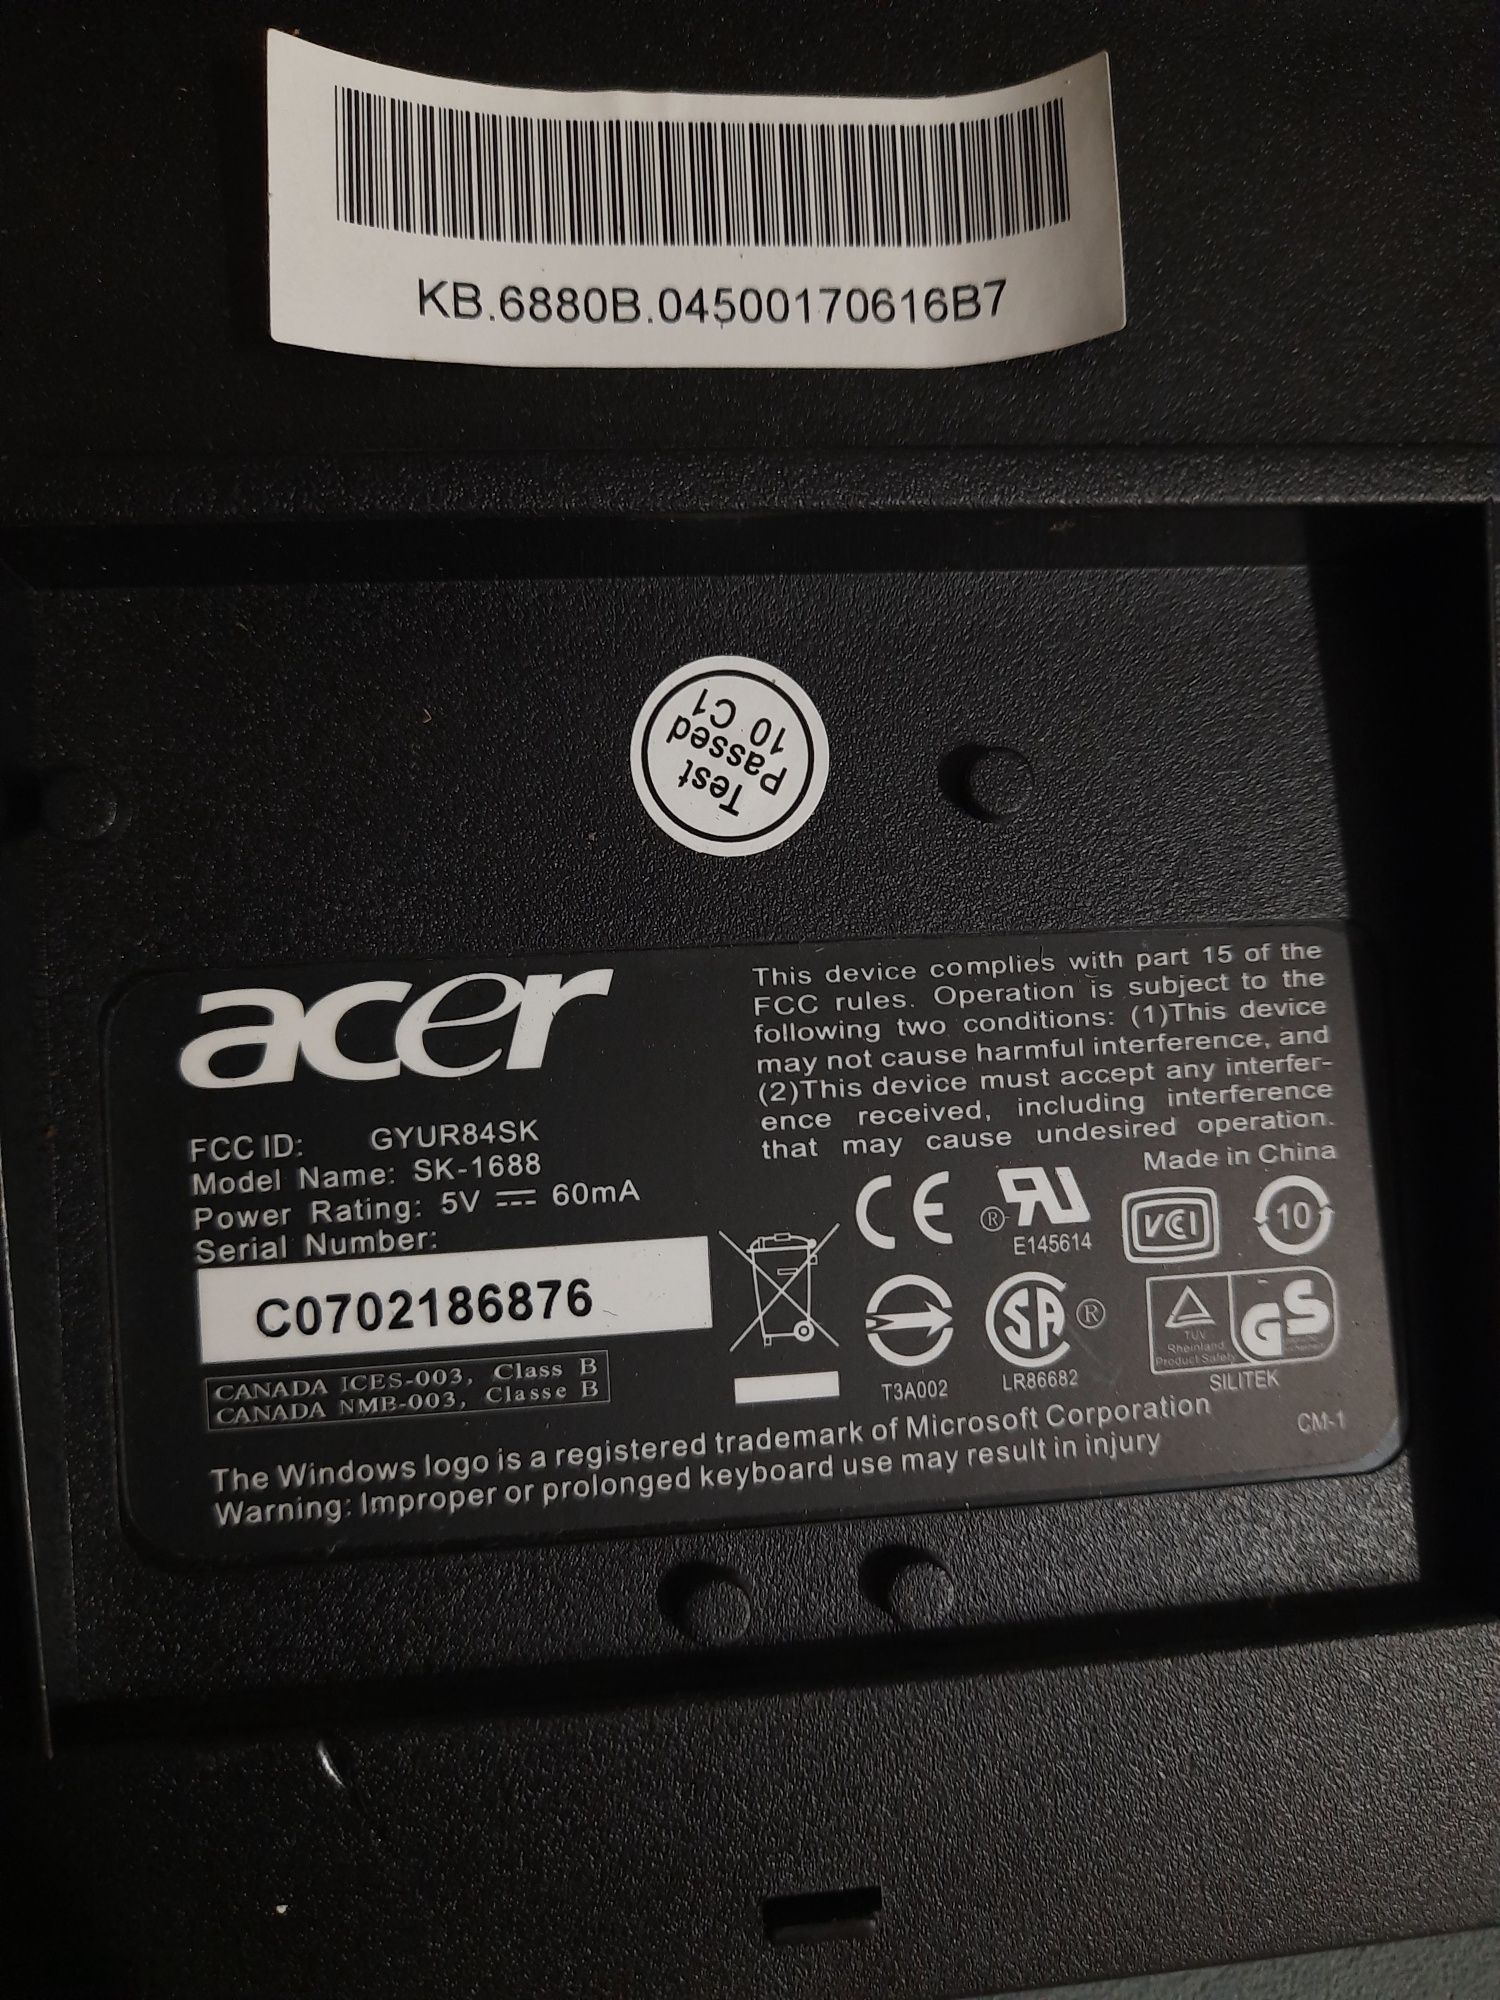 KB.6880B.04500170616B7
Test
Passed
10 C1
acer
FCC ID: GYUR84SK
Model Name: SK-1688
Power Rating: 5V ⎓ 60mA
Serial Number:
C0702186876
CANADA ICES-003, Class B
CANADA NMB-003, Classe B
This device complies with part 15 of the
FCC rules. Operation is subject to the
following two conditions: (1)This device
may not cause harmful interference, and
(2)This device must accept any interfer-
ence received, including interference
that may cause undesired operation.
Made in China
CE
® RU
E145614
VCI
10
T3A002
SA ®
LR86682
TÜV
Rheinland
Product Safety
GS
SILITEK
The Windows logo is a registered trademark of Microsoft Corporation
Warning: Improper or prolonged keyboard use may result in injury
CM-1